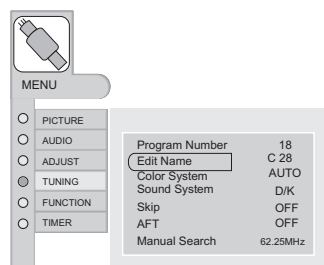 MENU
PICTURE
AUDIO
ADJUST
TUNING
FUNCTION
TIMER
Program Number 18
Edit Name C 28
Color System AUTO
Sound System D/K
Skip OFF
AFT OFF
Manual Search 62.25MHz